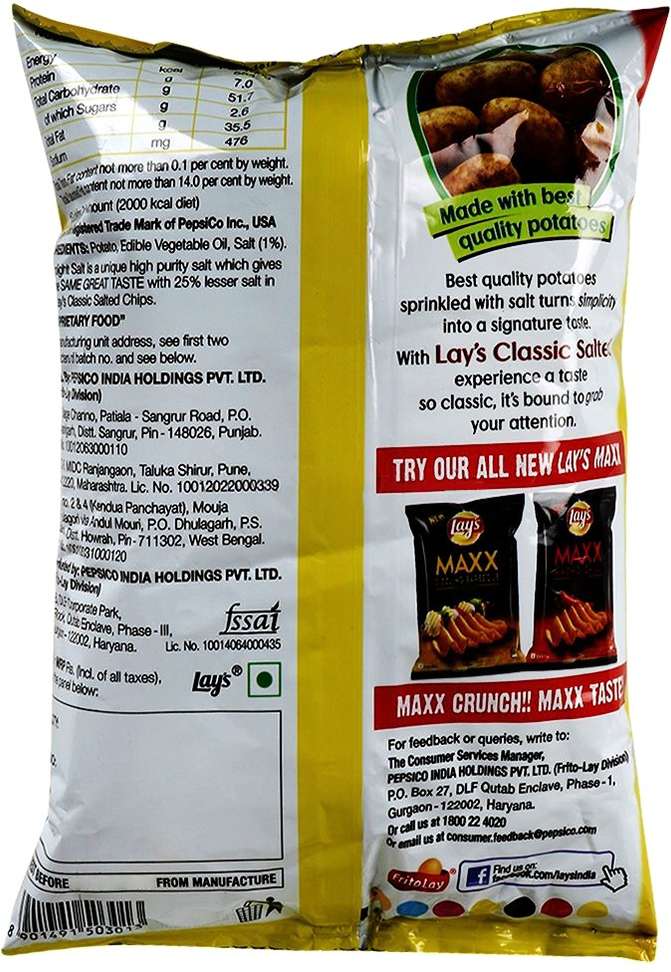 Energy
kcal
Protein
g
7.0
Total Carbohydrate
g
51.7
of which Sugars
g
2.6
Total Fat
g
35.5
mg
476
content not more than 0.1 per cent by weight.
content not more than 14.0 per cent by weight.
(2000 kcal diet)
Trade Mark of PepsiCo Inc., USA
Potato, Edible Vegetable Oil, Salt (1%).
Salt is a unique high purity salt which gives
SAME GREAT TASTE with 25% lesser salt in
Classic Salted Chips.
FOOD"
unit address, see first two
batch no. and see below.
PEPSICO INDIA HOLDINGS PVT. LTD.
Division)
Channo, Patiala - Sangrur Road, P.O.
Distt. Sangrur, Pin - 148026, Punjab.
10012063000110
MIDC Ranjangaon, Taluka Shirur, Pune,
Maharashtra. Lic. No. 10012022000339
2 & 4 (Kendua Panchayat), Mouja
via Andul Mouri, P.O. Dhulagarh, P.S.
Dist. Howrah, Pin - 711302, West Bengal.
PEPSICO INDIA HOLDINGS PVT. LTD.
Division)
Corporate Park,
Qutab Enclave, Phase - III,
Haryana.
fssai
Lic. No. 10014064000435
MRP Rs. (Incl. of all taxes),
panel below:
Lay's®
BEFORE
FROM MANUFACTURE
8 901491 503013
Made with best
quality potatoes
Best quality potatoes
sprinkled with salt turns simplicity
into a signature taste.
With Lay's Classic Salted
experience a taste
so classic, it's bound to grab
your attention.
TRY OUR ALL NEW LAY'S MAXX
Lay's
MAXX
Lay's
MAXX
MAXX CRUNCH!! MAXX TASTE
For feedback or queries, write to:
The Consumer Services Manager,
PEPSICO INDIA HOLDINGS PVT. LTD. (Frito-Lay Division)
P.O. Box 27, DLF Qutab Enclave, Phase - 1,
Gurgaon - 122002, Haryana.
Or call us at 1800 22 4020
Or email us at consumer.feedback@pepsico.com
FritoLay®
f
Find us on:
facebook.com/laysindia